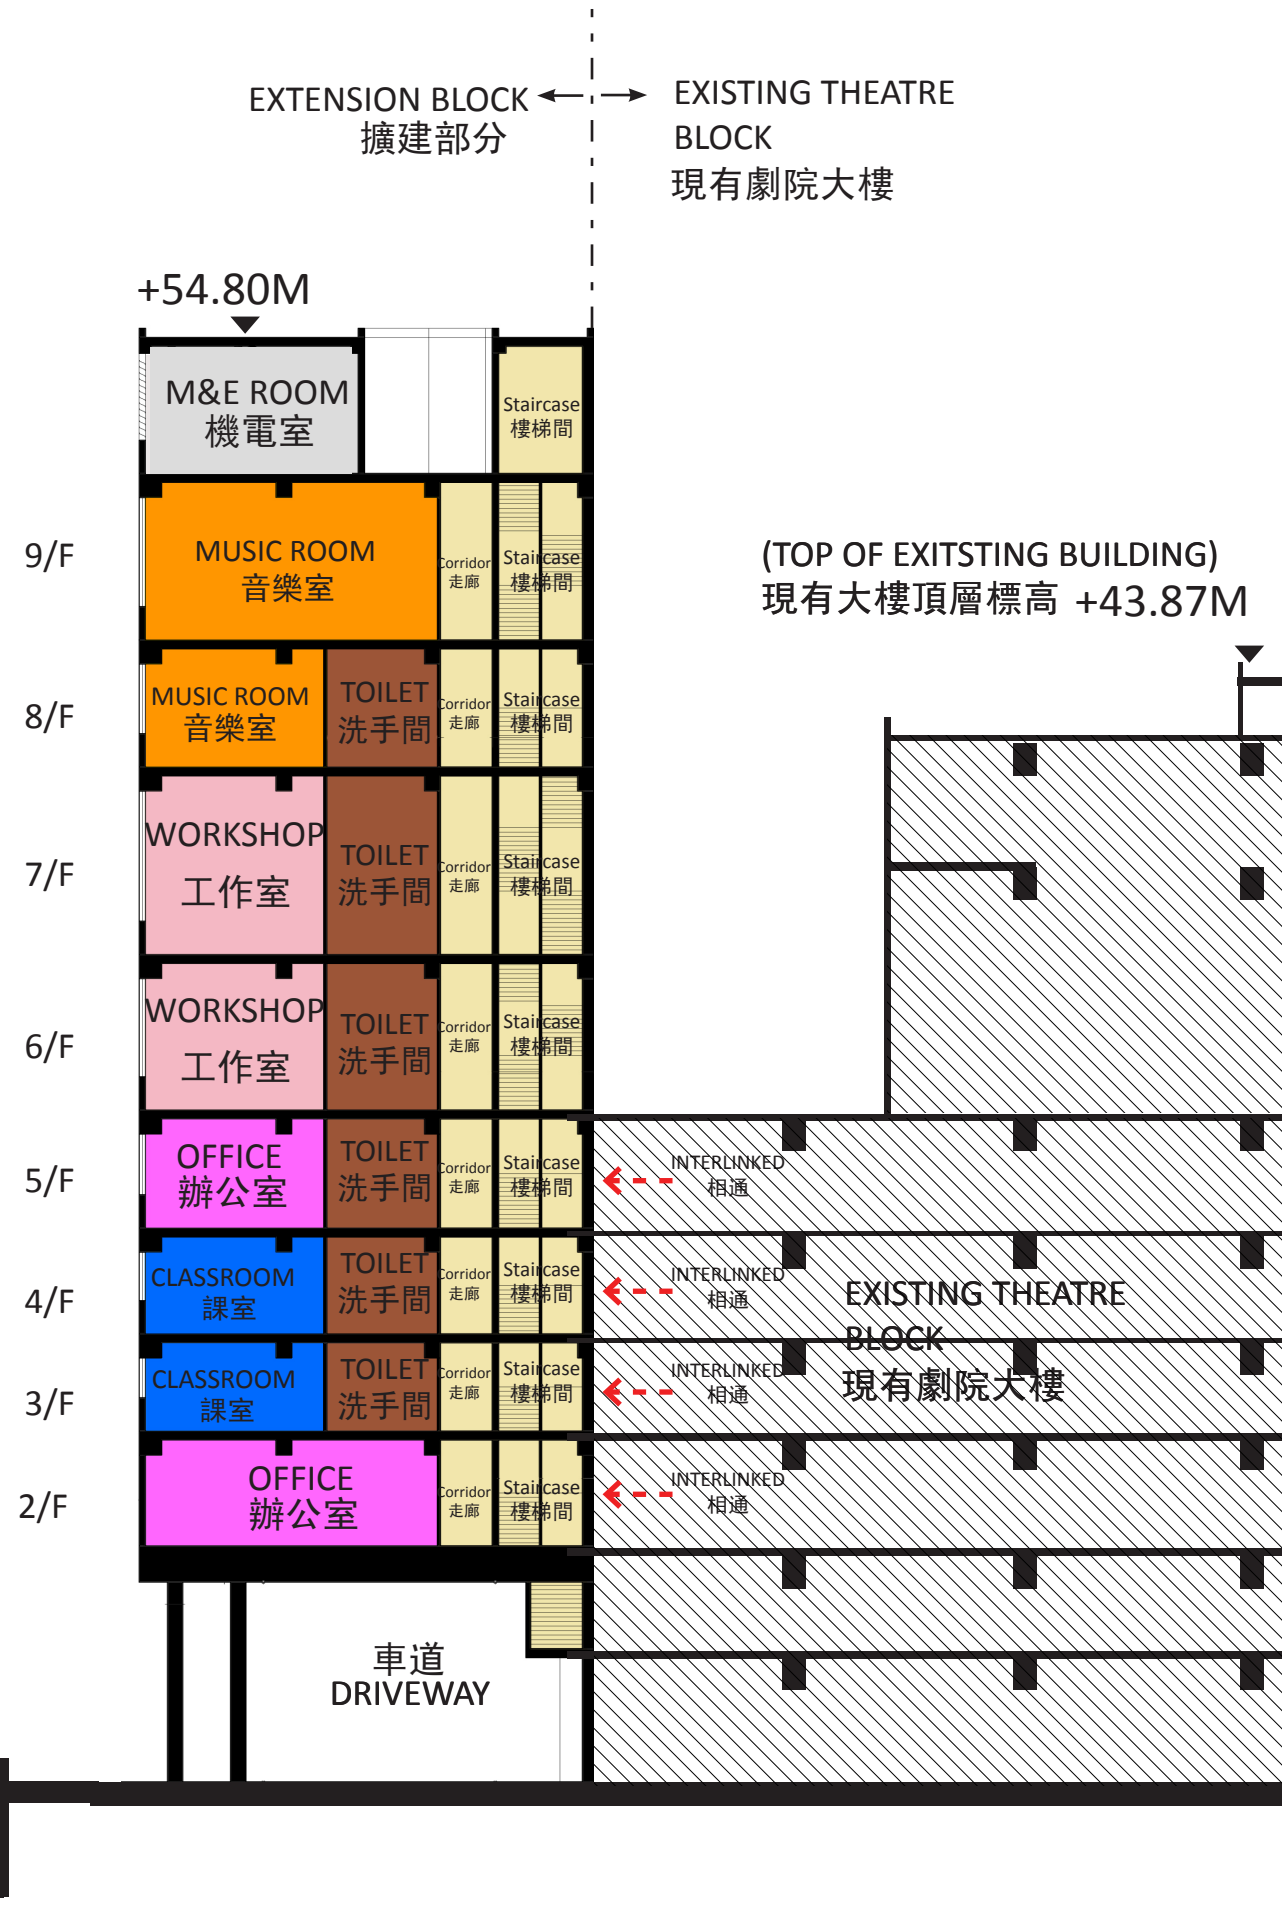 EXTENSION BLOCK
擴建部分
EXISTING THEATRE
BLOCK
現有劇院大樓
+54.80M
M&E ROOM
機電室
Staircase
樓梯間
9/F
MUSIC ROOM
音樂室
Corridor
走廊
Staircase
樓梯間
(TOP OF EXITSTING BUILDING)
現有大樓頂層標高 +43.87M
8/F
MUSIC ROOM
音樂室
TOILET
洗手間
Corridor
走廊
Staircase
樓梯間
7/F
WORKSHOP
工作室
TOILET
洗手間
Corridor
走廊
Staircase
樓梯間
6/F
WORKSHOP
工作室
TOILET
洗手間
Corridor
走廊
Staircase
樓梯間
5/F
OFFICE
辦公室
TOILET
洗手間
Corridor
走廊
Staircase
樓梯間
INTERLINKED
相通
4/F
CLASSROOM
課室
TOILET
洗手間
Corridor
走廊
Staircase
樓梯間
INTERLINKED
相通
EXISTING THEATRE
BLOCK
現有劇院大樓
3/F
CLASSROOM
課室
TOILET
洗手間
Corridor
走廊
Staircase
樓梯間
INTERLINKED
相通
2/F
OFFICE
辦公室
Corridor
走廊
Staircase
樓梯間
INTERLINKED
相通
車道
DRIVEWAY